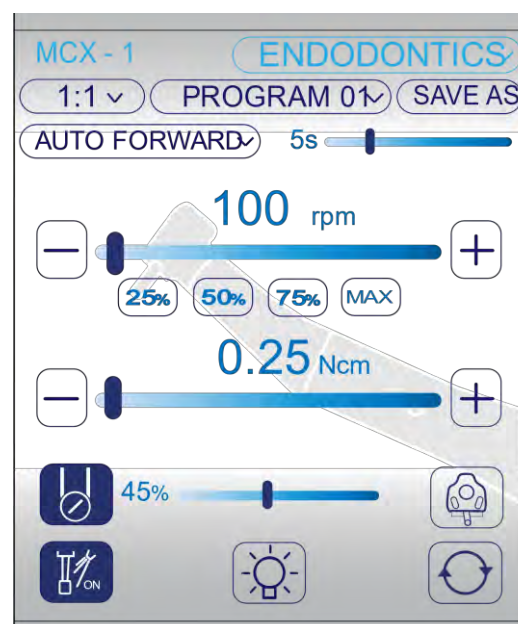 MCX - 1 ENDODONTICS
1:1 PROGRAM 01 SAVE AS
AUTO FORWARD 5s
100 rpm
25% 50% 75% MAX
0.25 Ncm
45%
ON